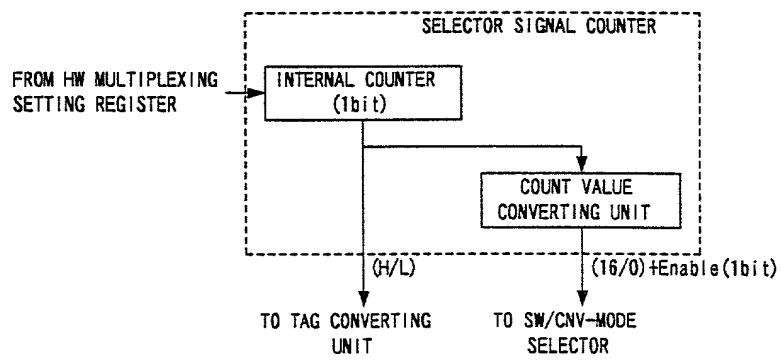 SELECTOR SIGNAL COUNTER
FROM HW MULTIPLEXING
SETTING REGISTER
INTERNAL COUNTER
(1bit)
COUNT VALUE
CONVERTING UNIT
(H/L)
(16/0)+Enable(1bit)
TO TAG CONVERTING
UNIT
TO SW/CNV-MODE
SELECTOR